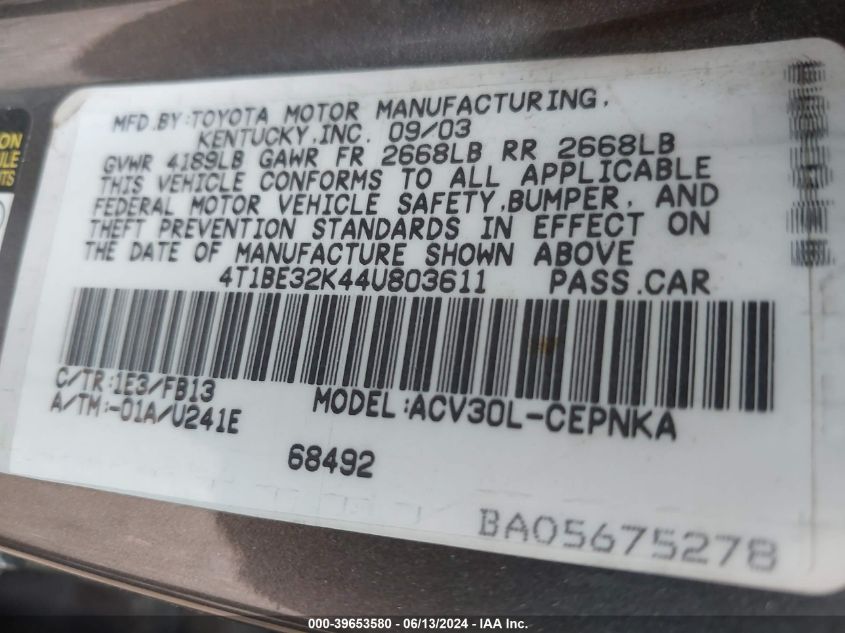 MFD.BY:TOYOTA MOTOR MANUFACTURING,
KENTUCKY,INC. 09/03
GVWR 4189LB GAWR FR 2668LB RR 2668LB
THIS VEHICLE CONFORMS TO ALL APPLICABLE
FEDERAL MOTOR VEHICLE SAFETY,BUMPER, AND
THEFT PREVENTION STANDARDS IN EFFECT ON
THE DATE OF MANUFACTURE SHOWN ABOVE
4T1BE32K44U803611 PASS.CAR
C/TR:1E3/FB13
A/TM:-01A/U241E
MODEL:ACV30L-CEPNKA
68492
BA05675278
000-39653580 - 06/13/2024 - IAA Inc.